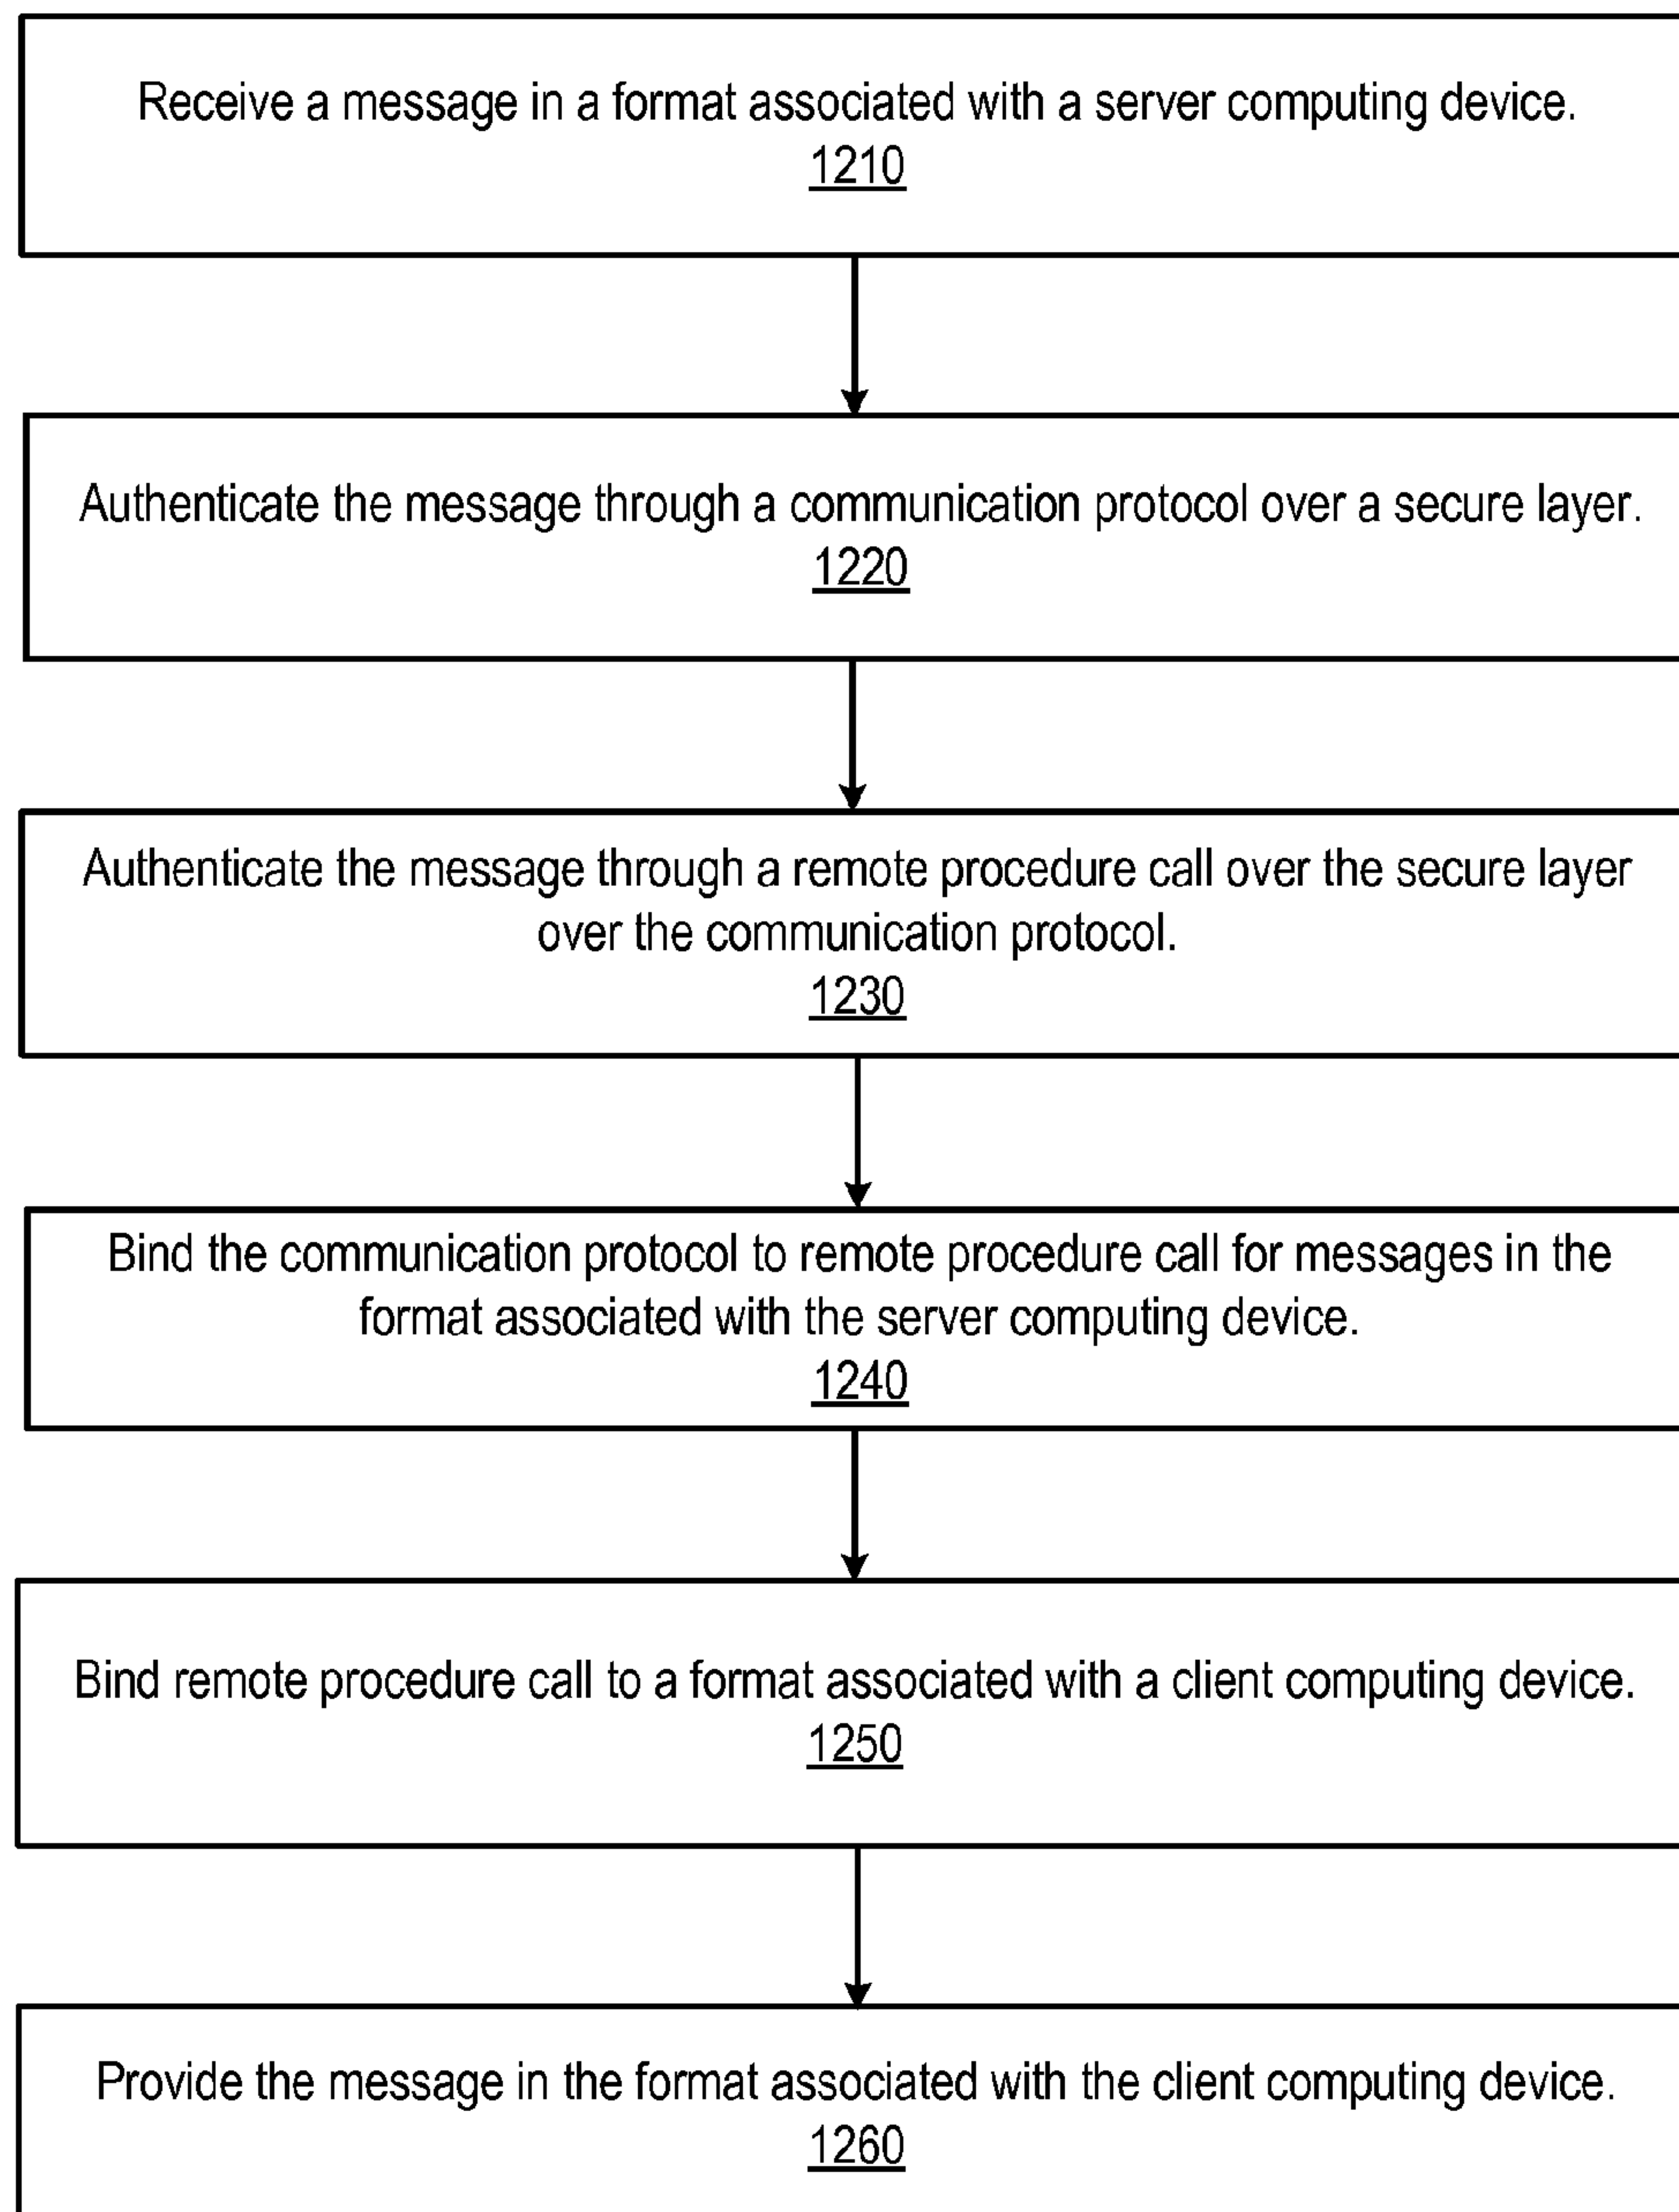 Receive a message in a format associated with a server computing device.
1210
Authenticate the message through a communication protocol over a secure layer.
1220
Authenticate the message through a remote procedure call over the secure layer
over the communication protocol.
1230
Bind the communication protocol to remote procedure call for messages in the
format associated with the server computing device.
1240
Bind remote procedure call to a format associated with a client computing device.
1250
Provide the message in the format associated with the client computing device.
1260